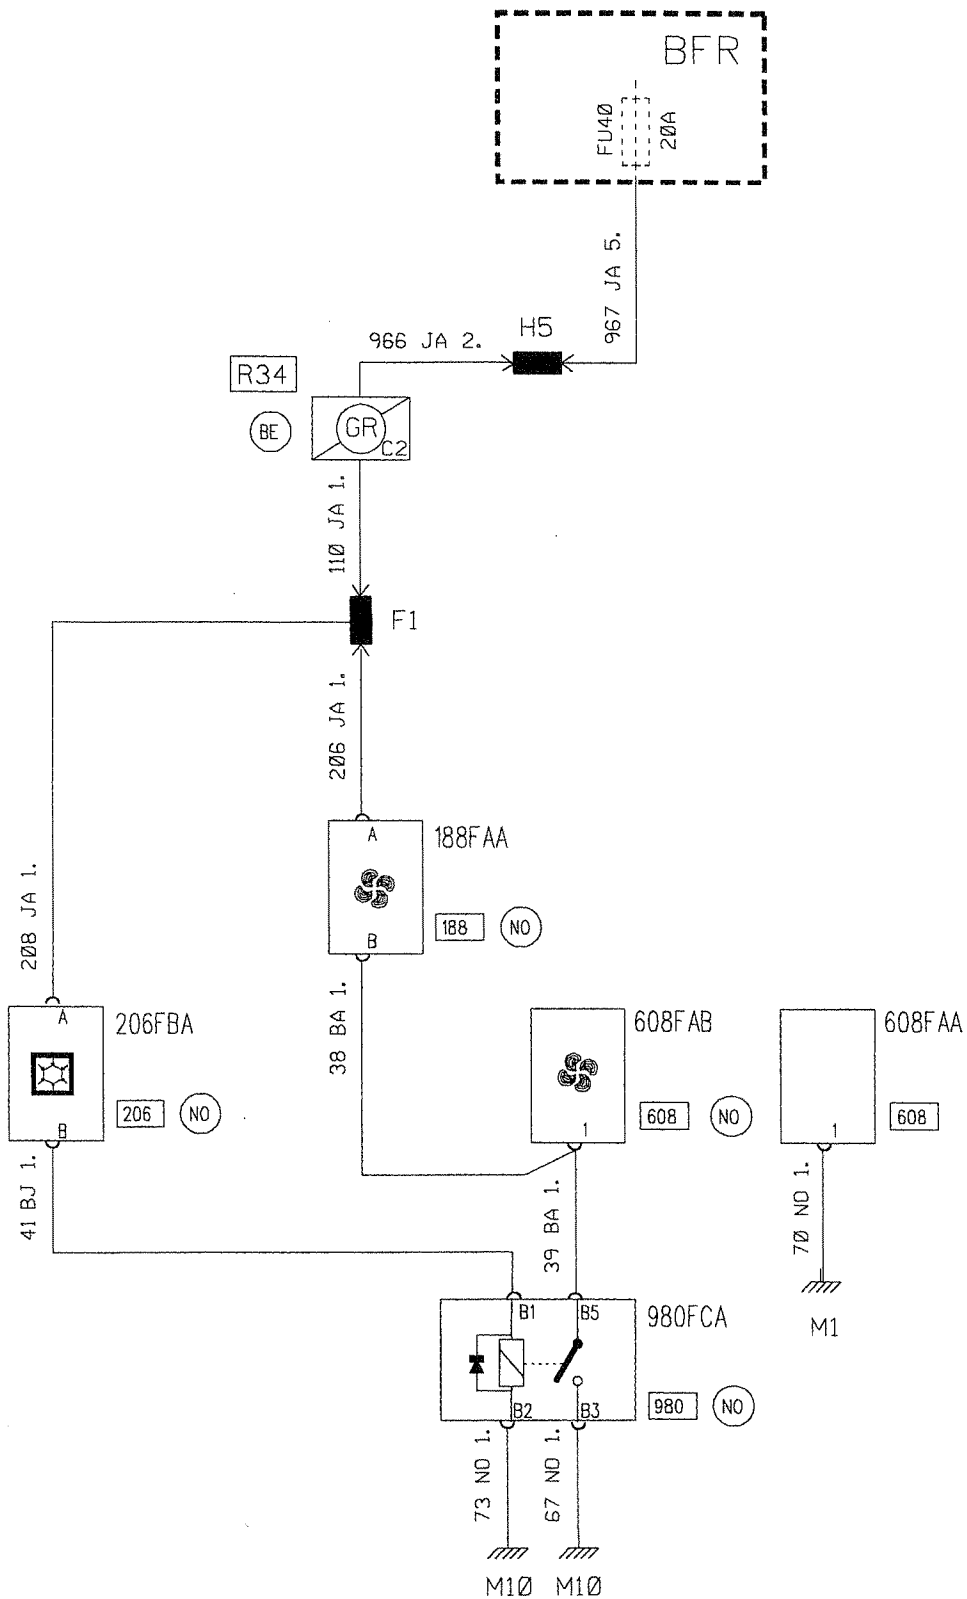 BFR
FU40
20A
967 JA 5.
H5
966 JA 2.
R34
BE
GR
C2
110 JA 1.
F1
206 JA 1.
208 JA 1.
A
188FAA
188
NO
B
38 BA 1.
A
206FBA
206
NO
B
41 BJ 1.
608FAB
608
NO
1
39 BA 1.
608FAA
608
1
70 NO 1.
M1
B1
B5
980FCA
980
NO
B2
B3
73 NO 1.
67 NO 1.
M10
M10